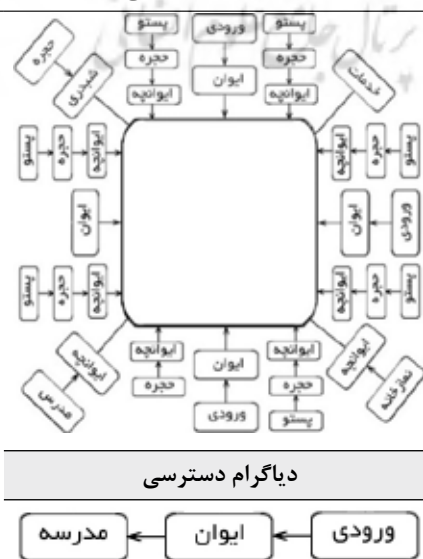 پستو
ورودی
پستو
حجره
ایوان
حجره
ایوانچه
ایوانچه
خدمات
شبدری
حجره
پستو
حجره
ایوانچه
ایوانچه
حجره
پستو
ورودی
ایوان
ایوان
پستو
حجره
ایوانچه
ایوانچه
حجره
پستو
ایوانچه
نمازخانه
ایوانچه
مدرس
ایوانچه
ایوان
ایوانچه
حجره
حجره
پستو
ورودی
دیاگرام دسترسی
ورودی
ایوان
مدرسه